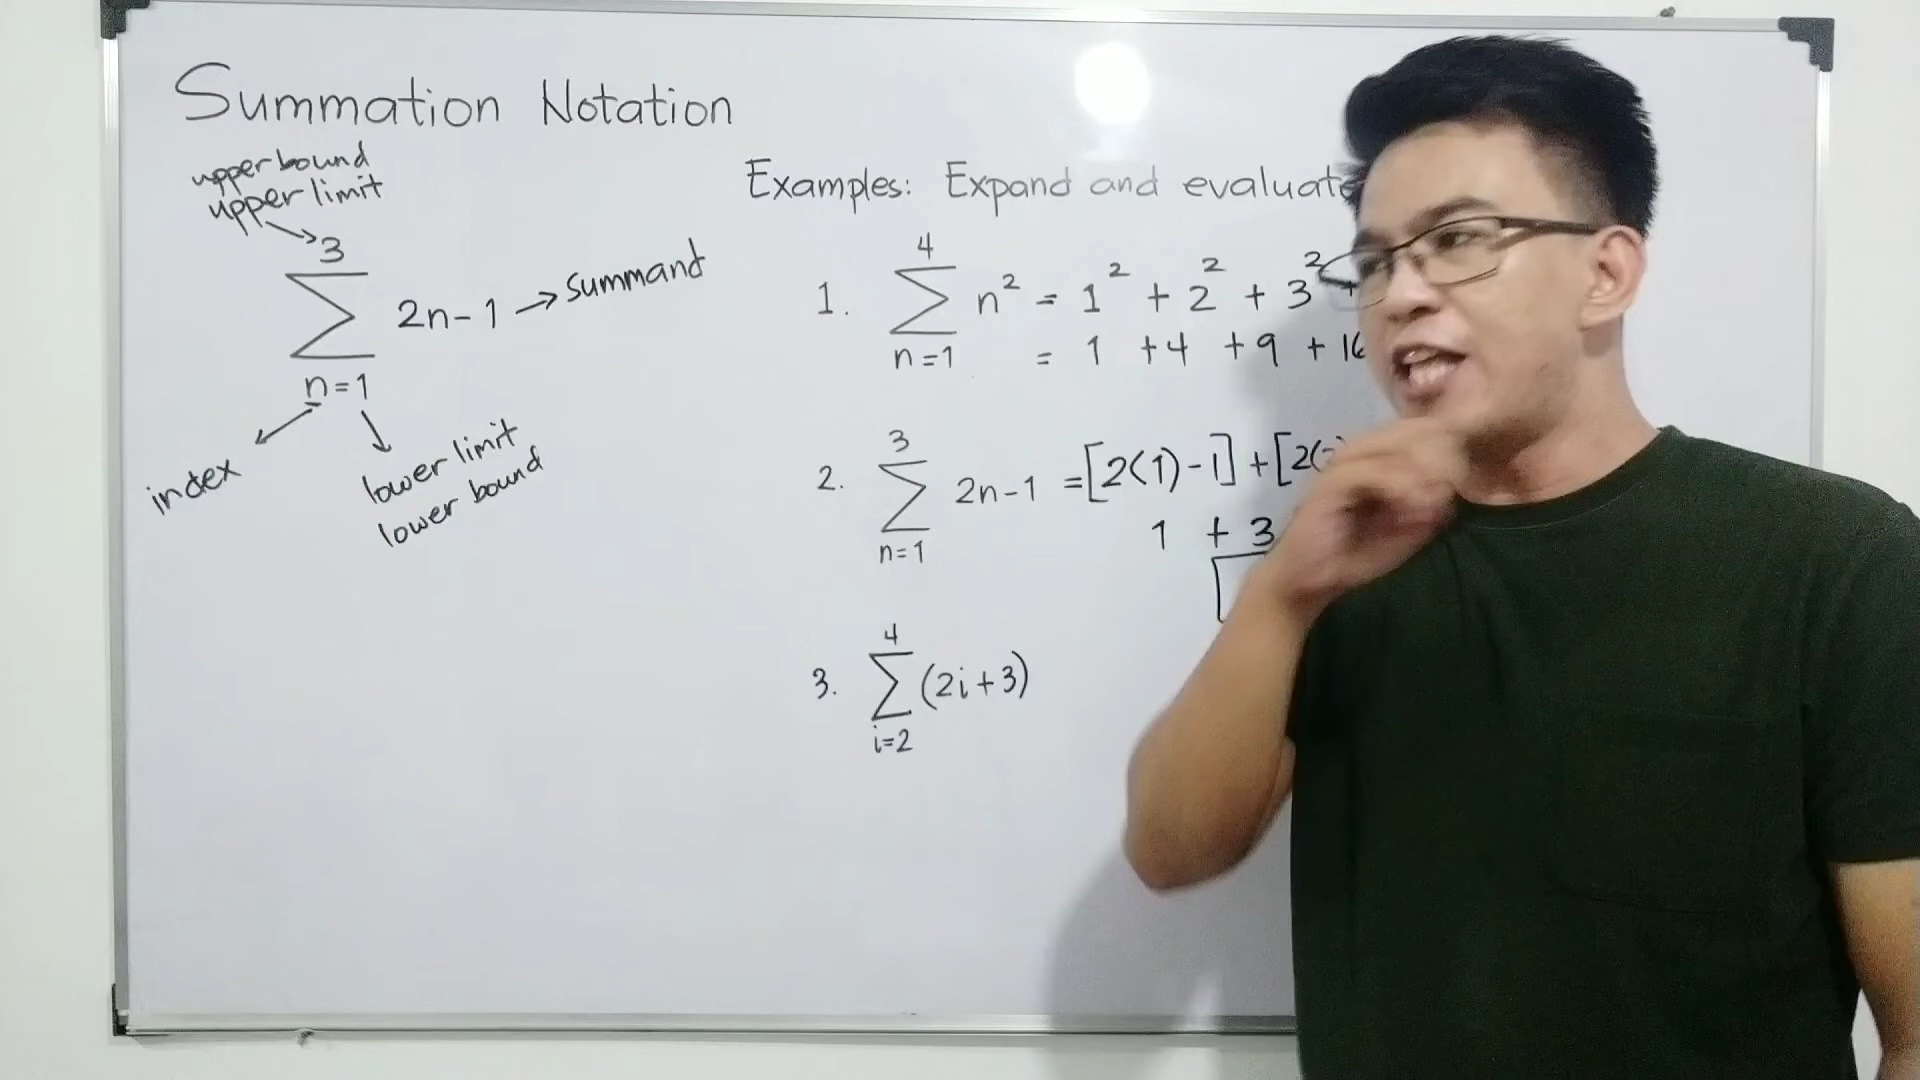 Summation Notation
upper bound
upper limit
3
∑ 2n-1 → summand
n=1
index
lower limit
lower bound
Examples: Expand and evaluate
4
1. ∑ n² = 1² + 2² + 3² +
n=1
= 1 +4 +9 +16
3
2. ∑ 2n-1 =[2(1)-1]+[2(
n=1
1 + 3
4
3. ∑ (2i+3)
i=2